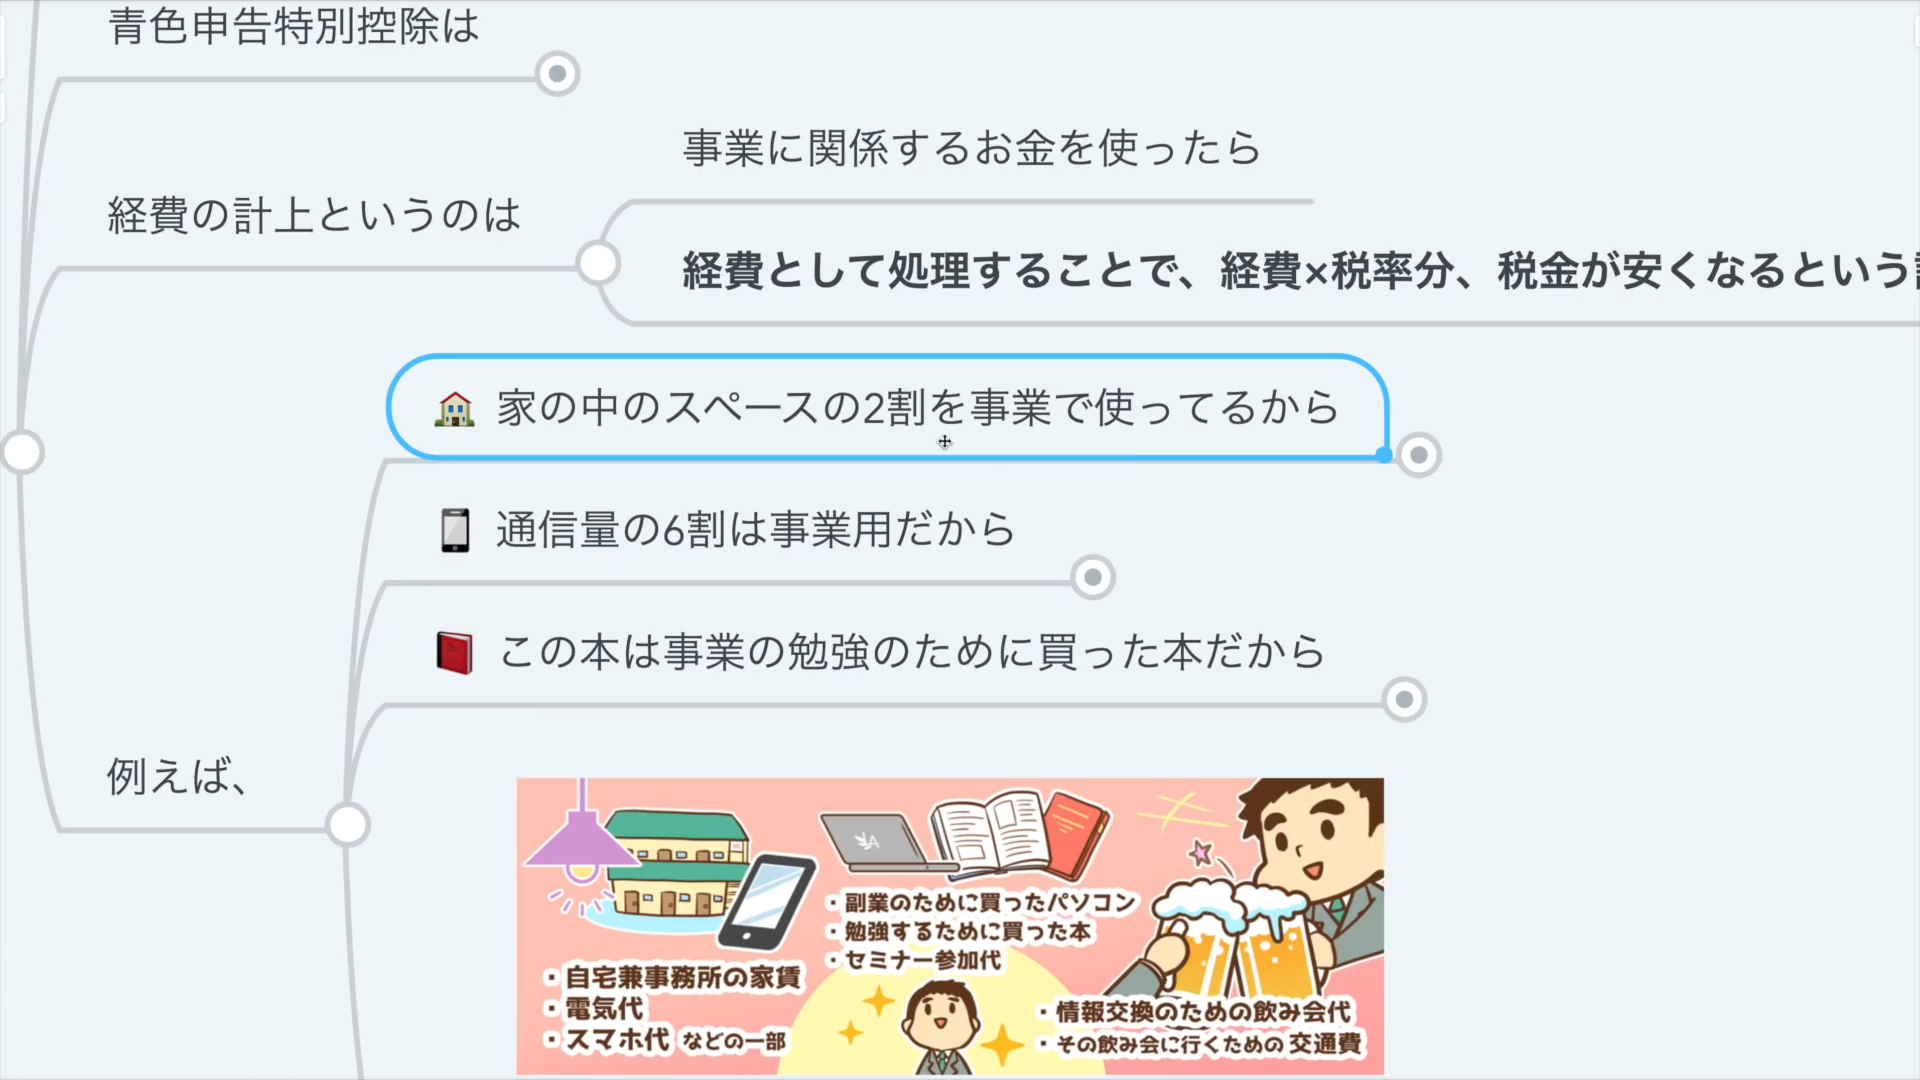 青色申告特別控除は
事業に関係するお金を使ったら
経費の計上というのは
経費として処理することで、経費×税率分、税金が安くなるという
家の中のスペースの2割を事業で使ってるから
通信量の6割は事業用だから
この本は事業の勉強のために買った本だから
例えば、
・副業のために買ったパソコン
・勉強するために買った本
・セミナー参加代
・自宅兼事務所の家賃
・電気代
・スマホ代 などの一部
・情報交換のための飲み会代
・その飲み会に行くための交通費